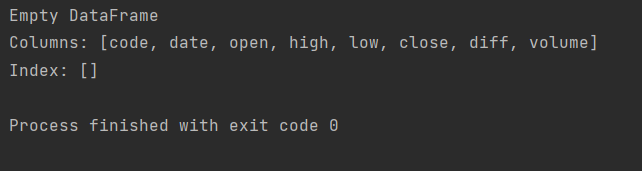 Empty DataFrame
Columns: [code, date, open, high, low, close, diff, volume]
Index: []
Process finished with exit code 0